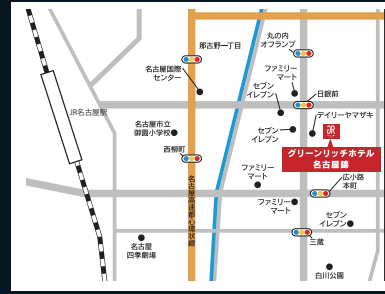 那古野一丁目
丸の内
オフランプ
名古屋国際
センター
ファミリー
マート
セブン
イレブン
日銀前
JR名古屋駅
デイリーヤマザキ
名古屋市立
御園小学校
セブン
イレブン
西柳町
グリーンリッチホテル
名古屋錦
ファミリー
マート
広小路
本町
名古屋高速都心環状線
ファミリー
マート
セブン
イレブン
名古屋
四季劇場
三蔵
白川公園